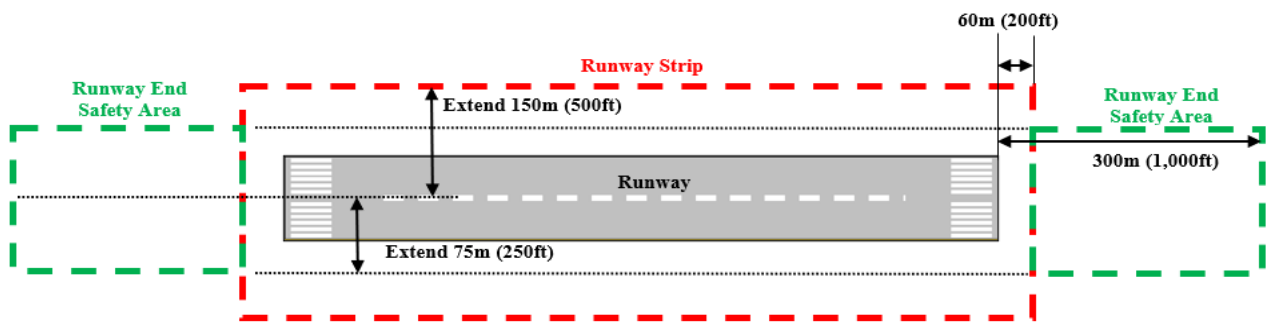 60m (200ft)
Runway Strip
Runway End
Safety Area
Extend 150m (500ft)
Runway End
Safety Area
300m (1,000ft)
Runway
Extend 75m (250ft)